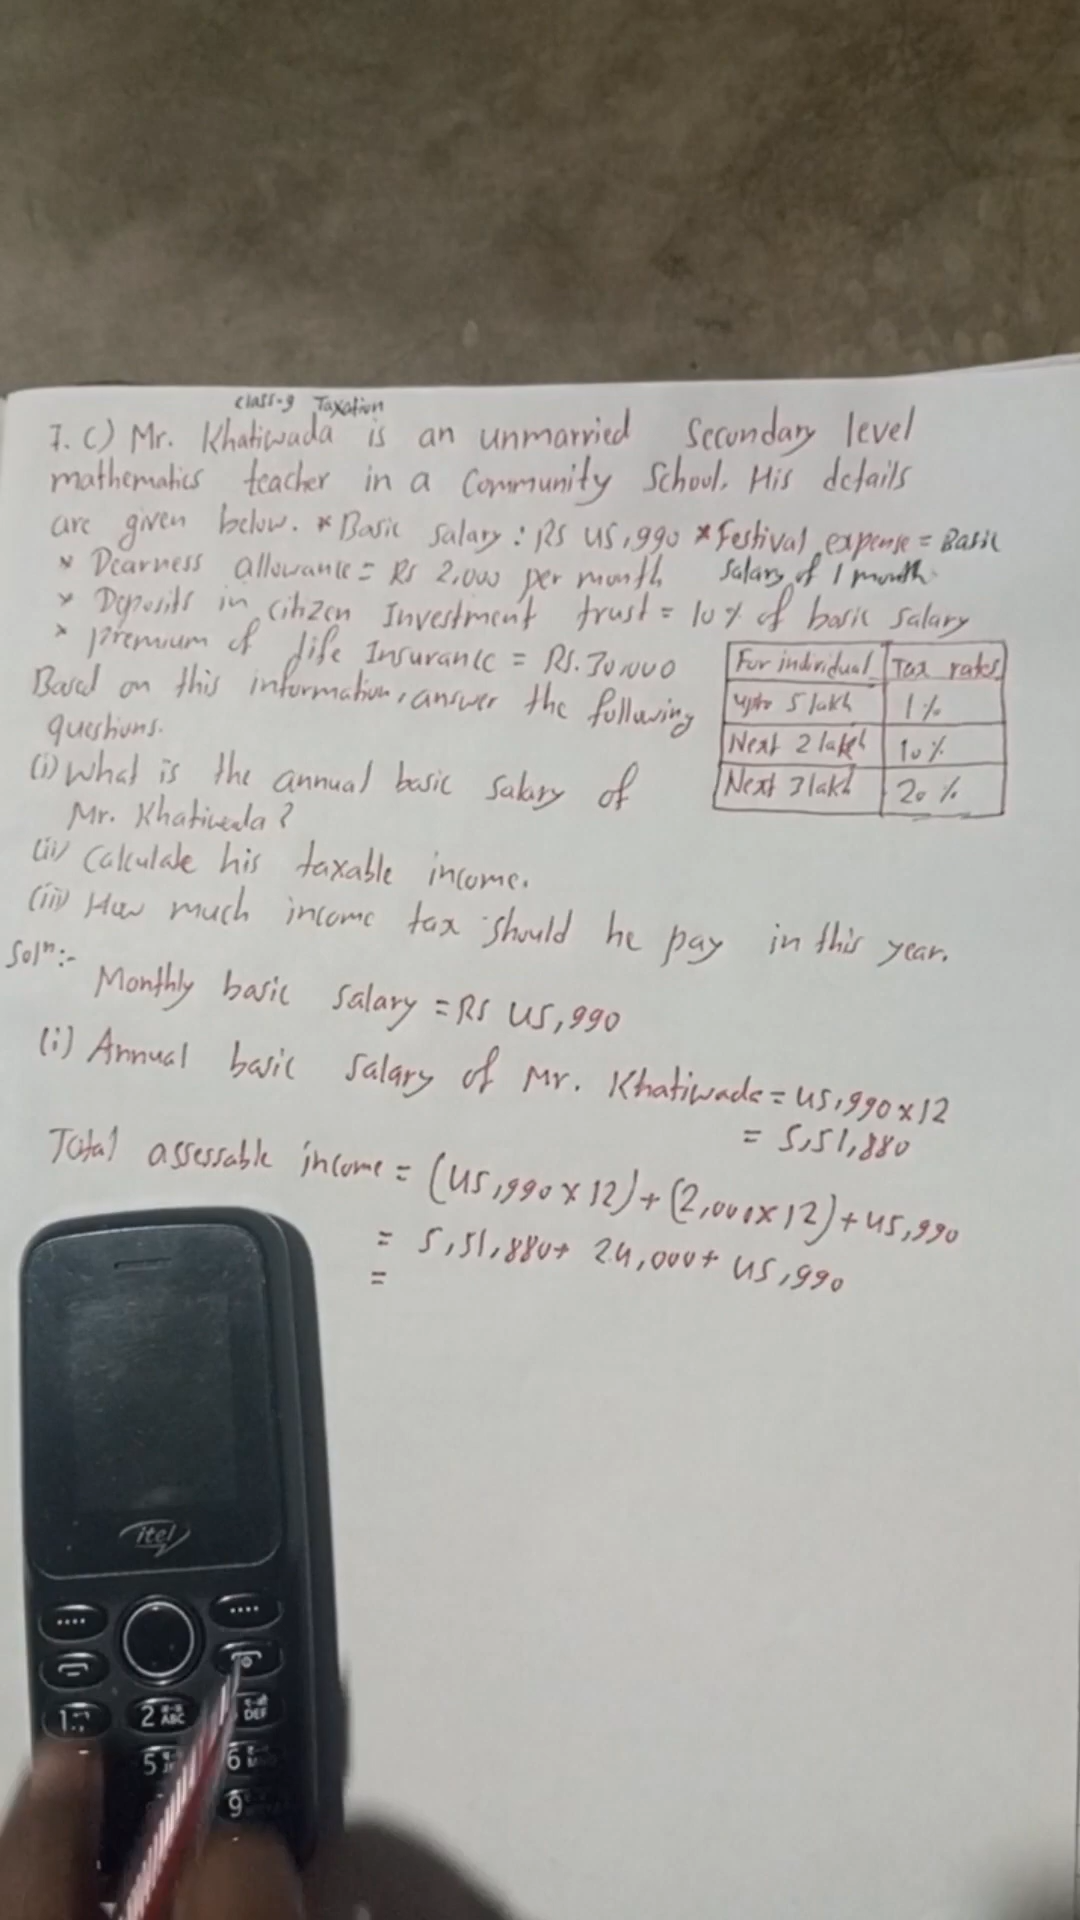 class-9 Taxation
7. C) Mr. Khatiwada is an unmarried Secondary level
mathematics teacher in a Community School. His details
are given below. * Basic salary : RS 45,990 * Festival expense = Basic
salary of 1 month
* Dearness allowance = RS 2,000 per month
* Deposits in citizen Investment trust = 10% of basic salary
* premium of life Insurance = RS. 30,000
Based on this information, answer the following
questions.
For individual Tax rates
upto 5 lakh 1%
Next 2 lakh 10%
Next 3 lakh 20%
(i) What is the annual basic salary of
Mr. Khatiwada?
(ii) Calculate his taxable income.
(iii) How much income tax should he pay in this year.
Solⁿ:-
Monthly basic salary = RS 45,990
(i) Annual basic salary of Mr. Khatiwada = 45,990 x 12
= 5,51,880
Total assessable income = (45,990 x 12) + (2,000 x 12) + 45,990
= 5,51,880 + 24,000 + 45,990
=
itel
1
2 ABC
DEF
5
6
9